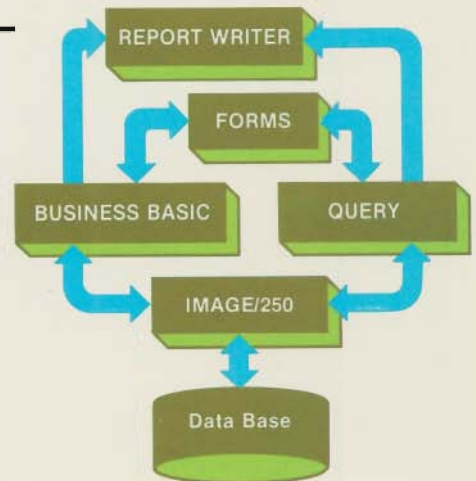 REPORT WRITER
FORMS
BUSINESS BASIC
QUERY
IMAGE/250
Data Base